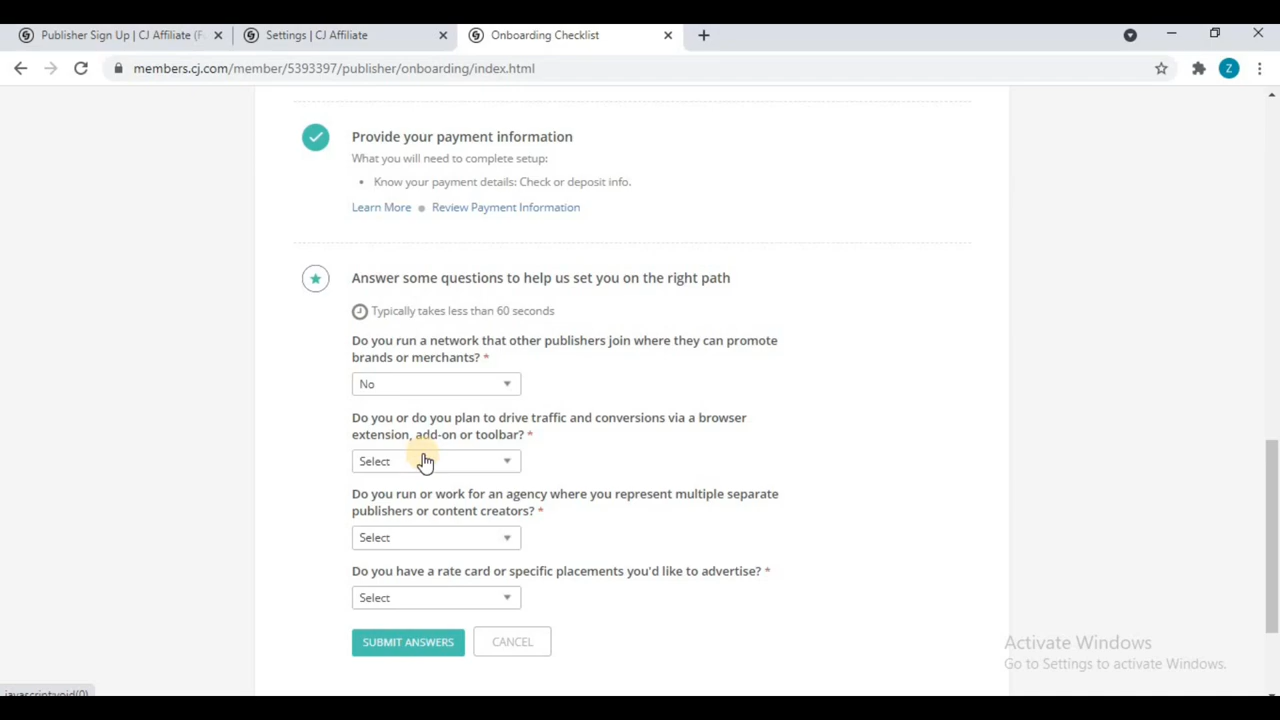 Publisher Sign Up | CJ Affiliate (F
Settings | CJ Affiliate
Onboarding Checklist
members.cj.com/member/5393397/publisher/onboarding/index.html
Z
Provide your payment information
What you will need to complete setup:
• Know your payment details: Check or deposit info.
Learn More • Review Payment Information
Answer some questions to help us set you on the right path
Typically takes less than 60 seconds
Do you run a network that other publishers join where they can promote
brands or merchants? *
No
Do you or do you plan to drive traffic and conversions via a browser
extension, add-on or toolbar? *
Select
Do you run or work for an agency where you represent multiple separate
publishers or content creators? *
Select
Do you have a rate card or specific placements you'd like to advertise? *
Select
SUBMIT ANSWERS
CANCEL
Activate Windows
Go to Settings to activate Windows.
javascript:void(0)